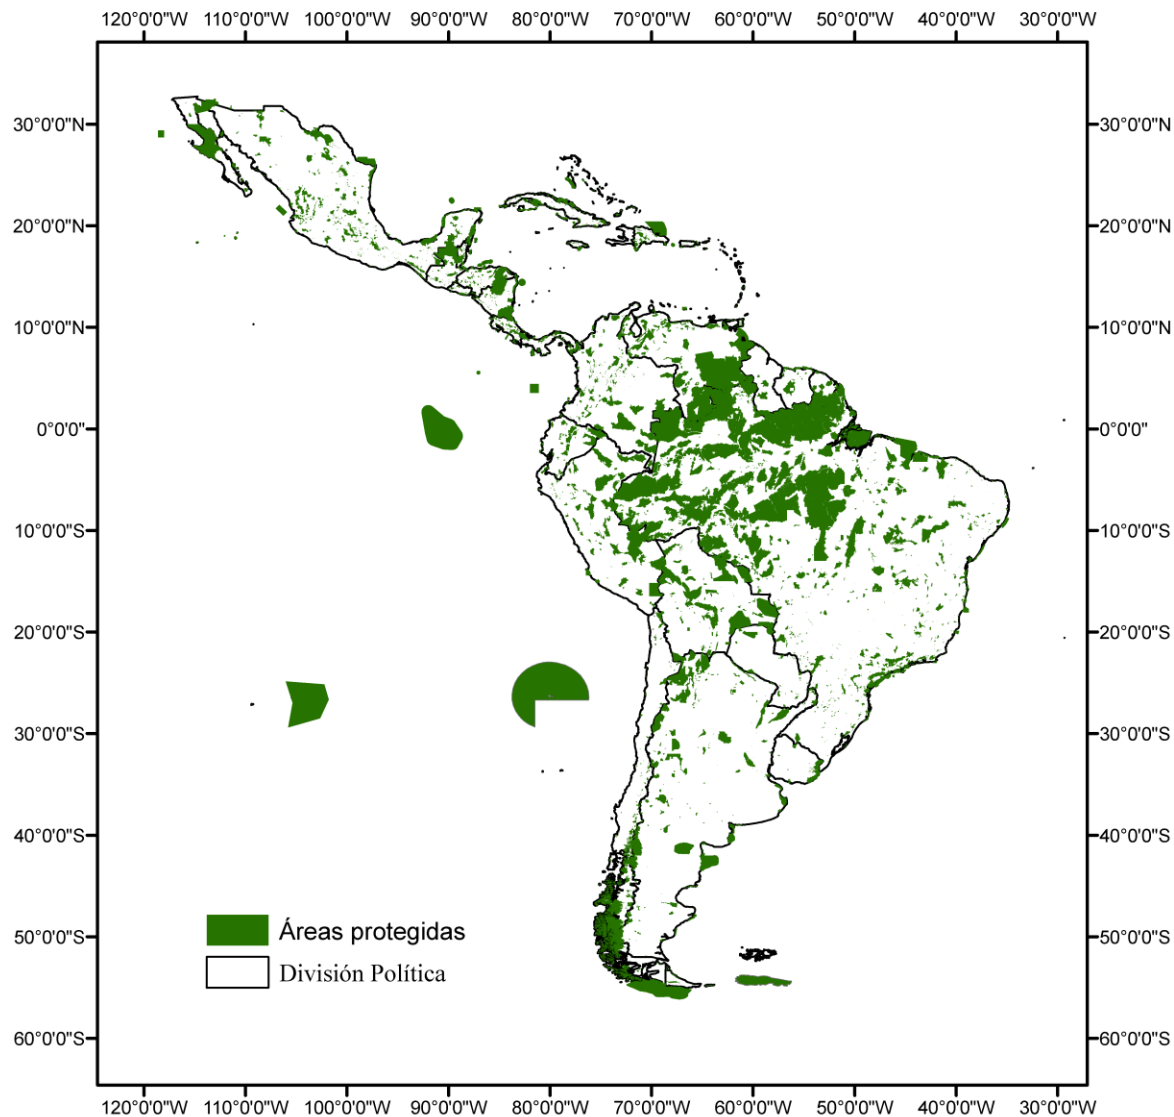 120°0'0"W 110°0'0"W 100°0'0"W 90°0'0"W 80°0'0"W 70°0'0"W 60°0'0"W 50°0'0"W 40°0'0"W 30°0'0"W
30°0'0"N 30°0'0"N
20°0'0"N 20°0'0"N
10°0'0"N 10°0'0"N
0°0'0" 0°0'0"
10°0'0"S 10°0'0"S
20°0'0"S 20°0'0"S
30°0'0"S 30°0'0"S
40°0'0"S 40°0'0"S
Áreas protegidas
50°0'0"S 50°0'0"S
División Política
60°0'0"S 60°0'0"S
120°0'0"W 110°0'0"W 100°0'0"W 90°0'0"W 80°0'0"W 70°0'0"W 60°0'0"W 50°0'0"W 40°0'0"W 30°0'0"W